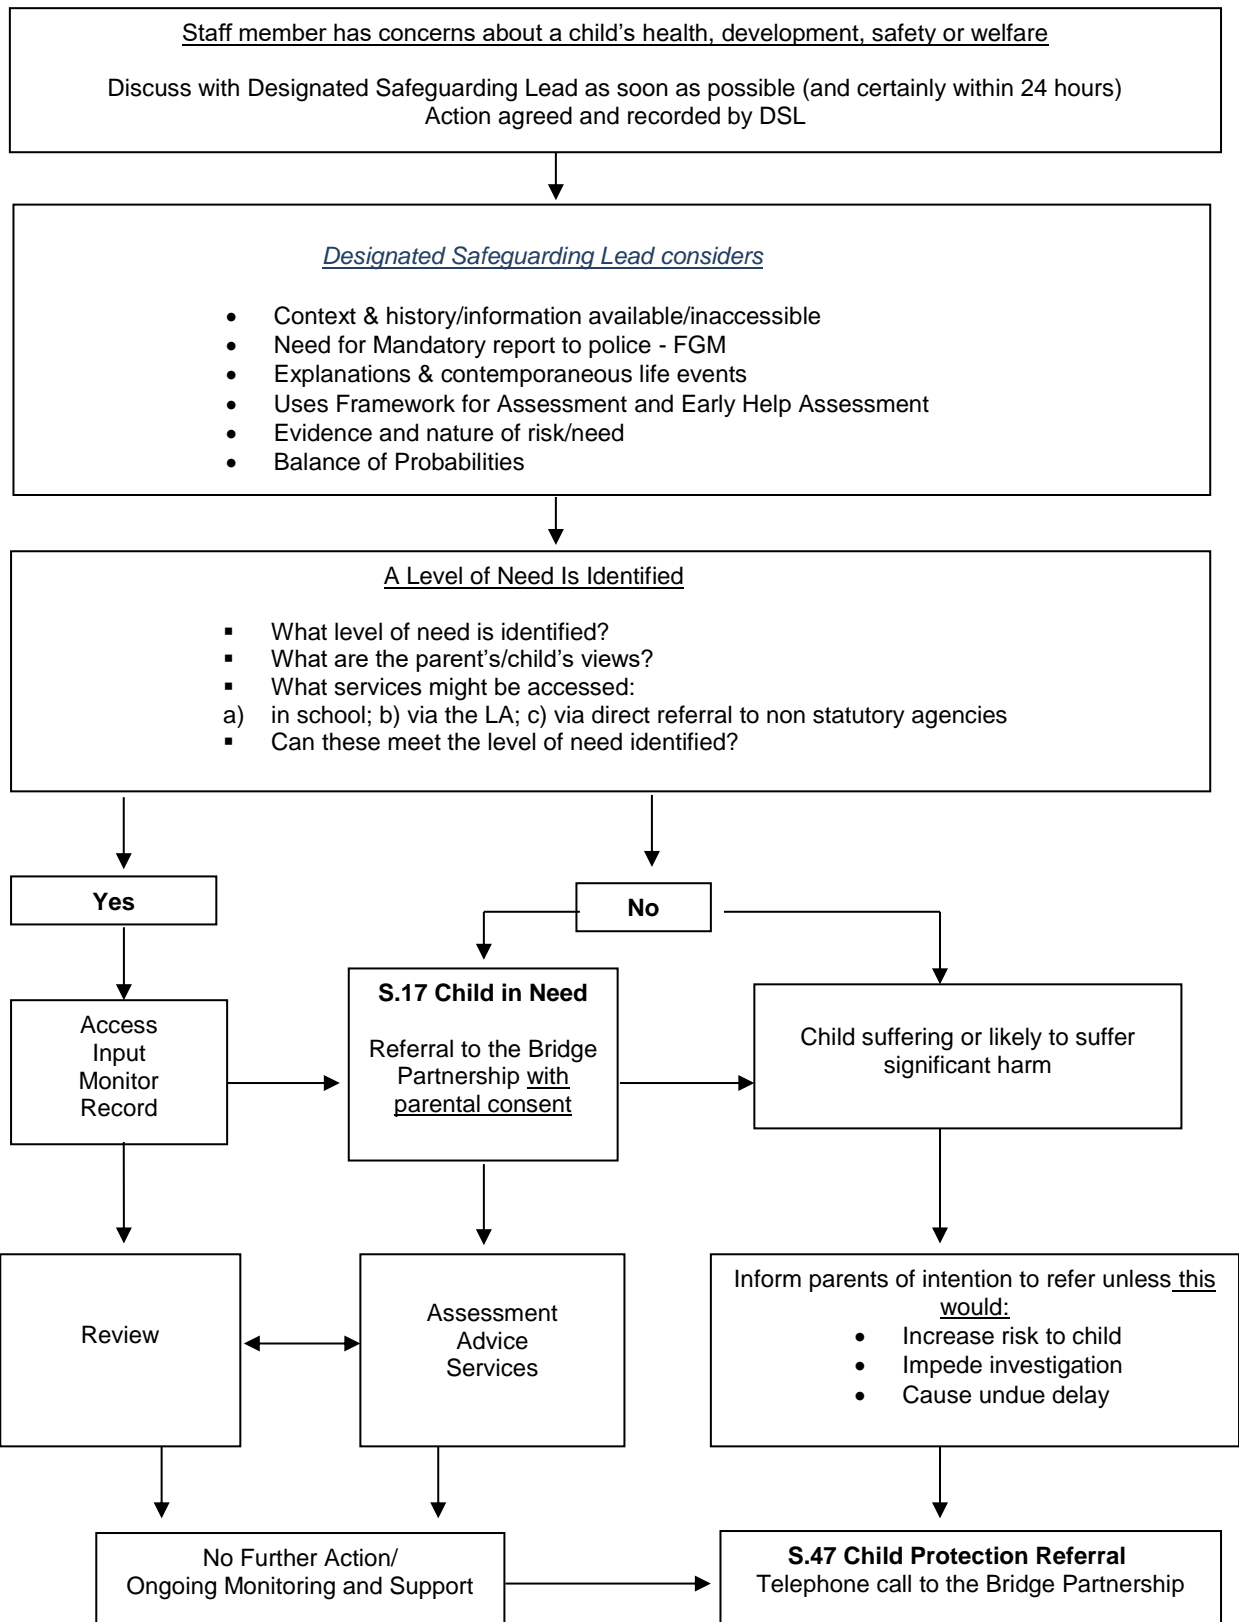 Staff member has concerns about a child’s health, development, safety or welfare
Discuss with Designated Safeguarding Lead as soon as possible (and certainly within 24 hours)
Action agreed and recorded by DSL
Designated Safeguarding Lead considers
• Context & history/information available/inaccessible
• Need for Mandatory report to police - FGM
• Explanations & contemporaneous life events
• Uses Framework for Assessment and Early Help Assessment
• Evidence and nature of risk/need
• Balance of Probabilities
A Level of Need Is Identified
▪ What level of need is identified?
▪ What are the parent’s/child’s views?
▪ What services might be accessed:
a) in school; b) via the LA; c) via direct referral to non statutory agencies
▪ Can these meet the level of need identified?
Yes
No
Access
Input
Monitor
Record
S.17 Child in Need
Referral to the Bridge
Partnership with
parental consent
Child suffering or likely to suffer
significant harm
Review
Assessment
Advice
Services
Inform parents of intention to refer unless this
would:
• Increase risk to child
• Impede investigation
• Cause undue delay
No Further Action/
Ongoing Monitoring and Support
S.47 Child Protection Referral
Telephone call to the Bridge Partnership